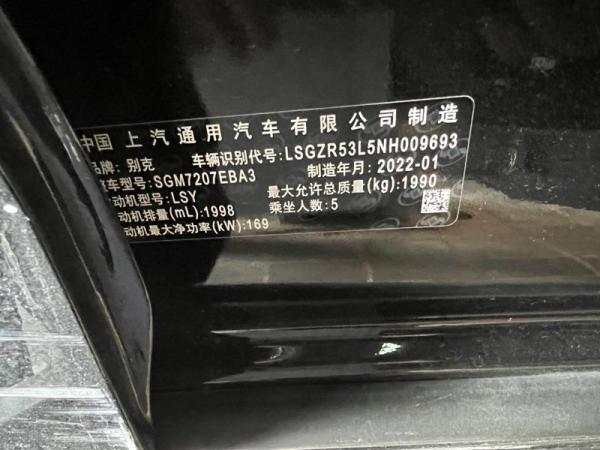 中国 上汽通用汽车有限公司制造
品牌: 别克 车辆识别代号: LSGZR53L5NH009693
车型号: SGM7207EBA3 制造年月: 2022-01
动机型号: LSY 最大允许总质量(kg): 1990
动机排量(mL): 1998 乘坐人数: 5
动机最大净功率(kW): 169